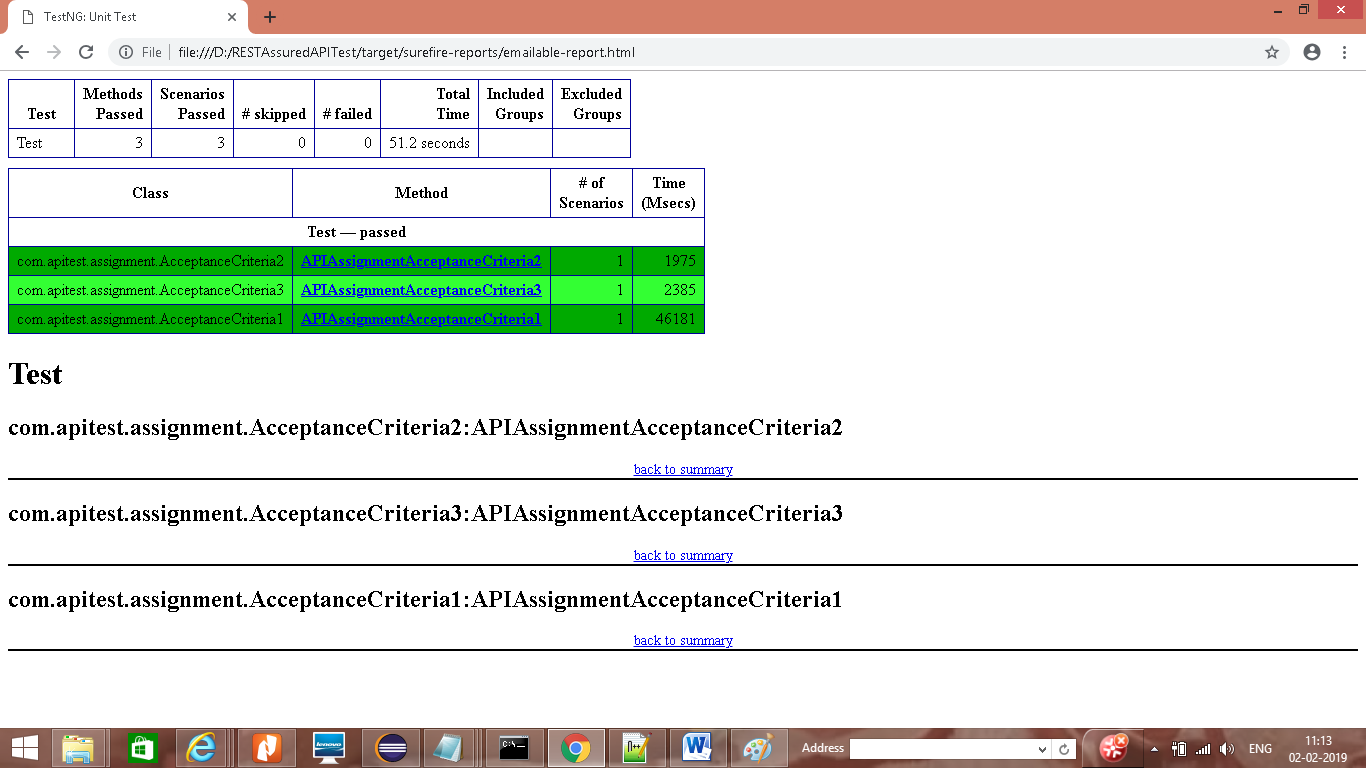 TestNG: Unit Test
File file:///D:/RESTAssuredAPITest/target/surefire-reports/emailable-report.html
Test Methods Passed Scenarios Passed # skipped # failed Total Time Included Groups Excluded Groups
Test 3 3 0 0 51.2 seconds
Class Method # of Scenarios Time (Msecs)
Test — passed
com.apitest.assignment.AcceptanceCriteria2 APIAssignmentAcceptanceCriteria2 1 1975
com.apitest.assignment.AcceptanceCriteria3 APIAssignmentAcceptanceCriteria3 1 2385
com.apitest.assignment.AcceptanceCriteria1 APIAssignmentAcceptanceCriteria1 1 46181
Test
com.apitest.assignment.AcceptanceCriteria2:APIAssignmentAcceptanceCriteria2
back to summary
com.apitest.assignment.AcceptanceCriteria3:APIAssignmentAcceptanceCriteria3
back to summary
com.apitest.assignment.AcceptanceCriteria1:APIAssignmentAcceptanceCriteria1
back to summary
Address ENG 11:13
02-02-2019